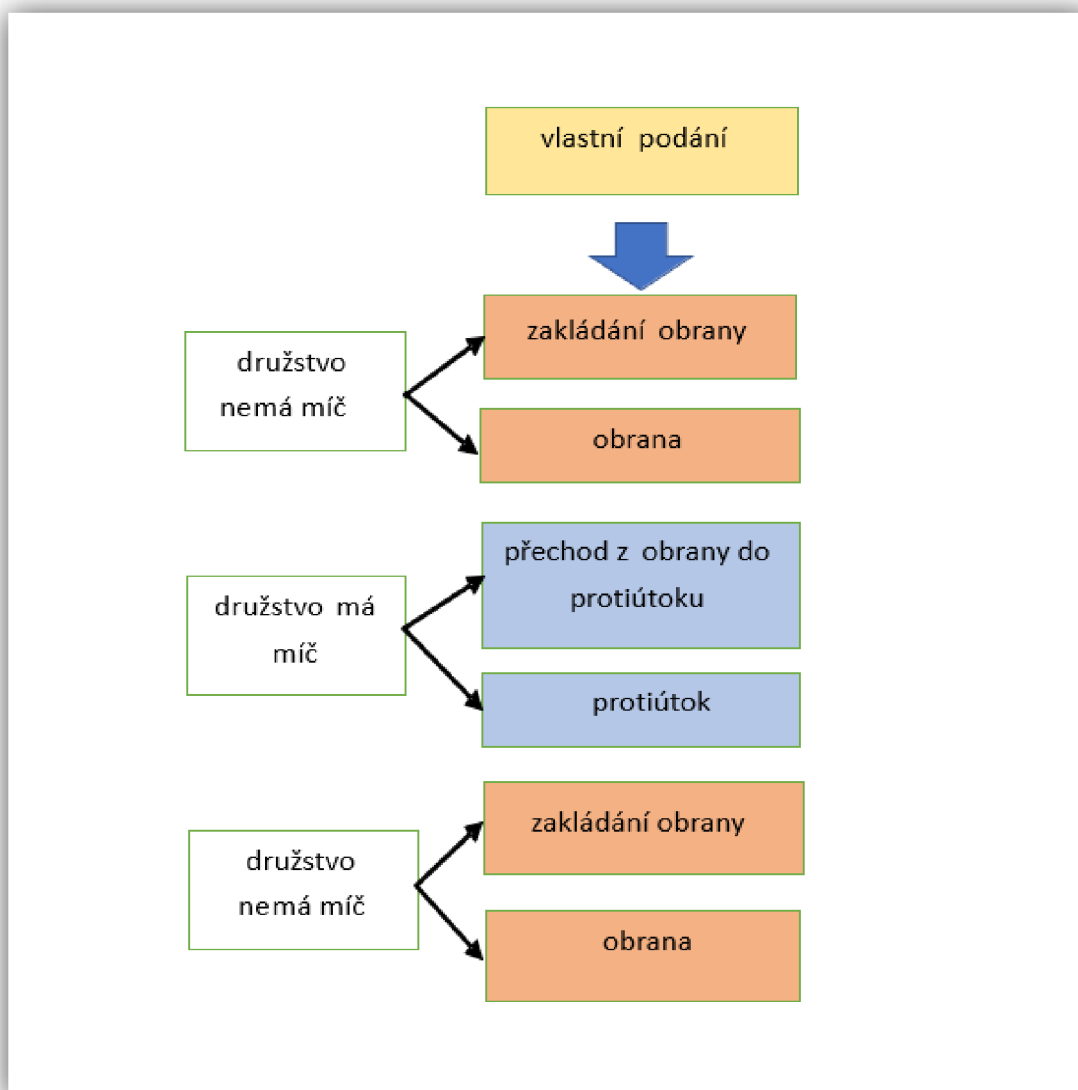 vlastní podání
zakládání obrany
družstvo
nemá míč
obrana
přechod z obrany do
protiútoku
družstvo má
míč
protiútok
zakládání obrany
družstvo
nemá míč
obrana